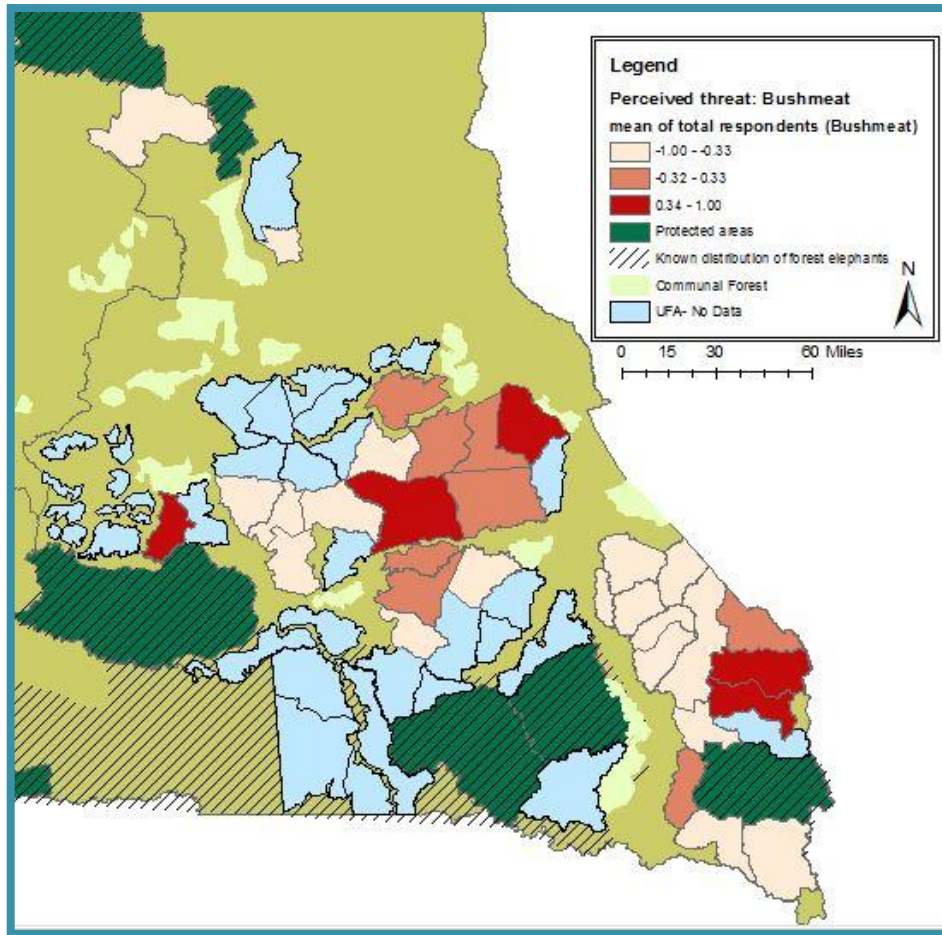 Legend
Perceived threat: Bushmeat
mean of total respondents (Bushmeat)
-1.00 - -0.33
-0.32 - 0.33
0.34 - 1.00
Protected areas
Known distribution of forest elephants
Communal Forest
UFA- No Data
N
0 15 30 60 Miles